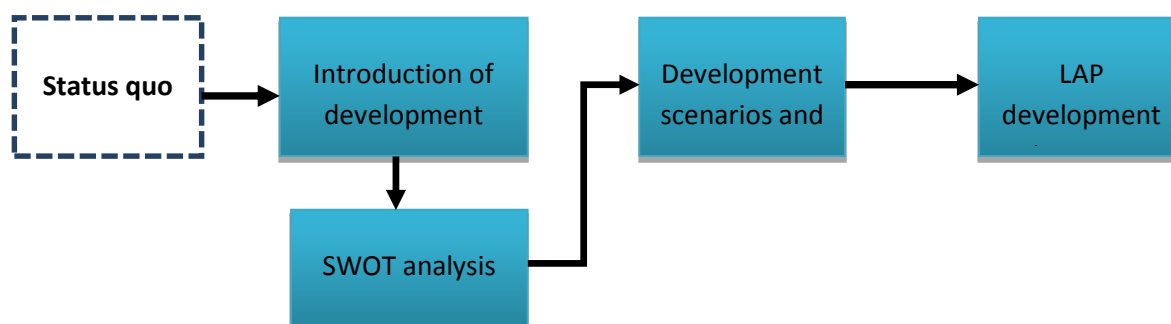 Status quo
Introduction of
development
SWOT analysis
Development
scenarios and
LAP
development